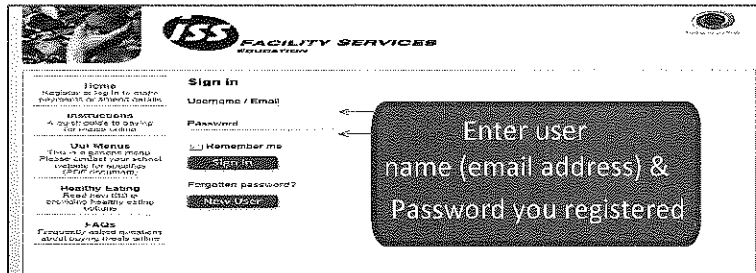 ISS FACILITY SERVICES
EDUCATION
Home
Register or log in to make
payments or amend details
Instructions
A quick guide to paying
for meals online
Our Menus
This is a generic menu
Please contact your school
website for specifics
(PDF document)
Healthy Eating
Read how ISS is
providing healthy eating
options
FAQs
Frequently asked questions
about buying meals online
Sign in
Username / Email
Password
Remember me
Sign in
Forgotten password?
New User
Enter user
name (email address) &
Password you registered